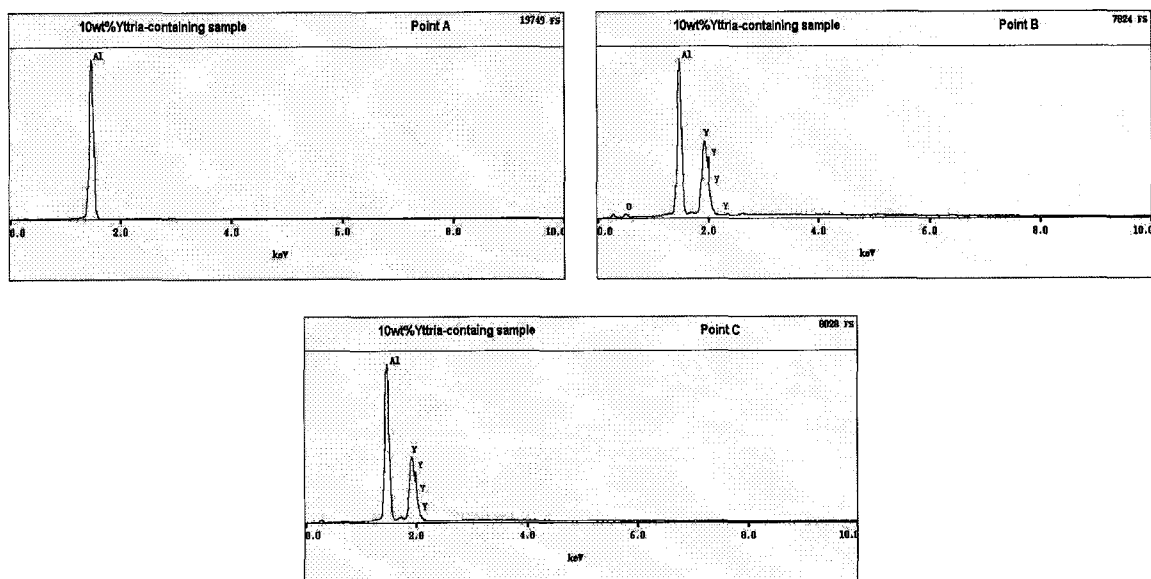 19745 FS
10wt%Yttria-containing sample Point A
Al
0.0 2.0 4.0 6.0 8.0 10.0
keV
7824 FS
10wt%Yttria-containing sample Point B
Al
Y
Y
Y
O Y
0.0 2.0 4.0 6.0 8.0 10.0
keV
10wt%Yttria-containg sample Point C
Al
Y
Y
Y
Y
0.0 2.0 4.0 6.0 8.0 10.0
keV